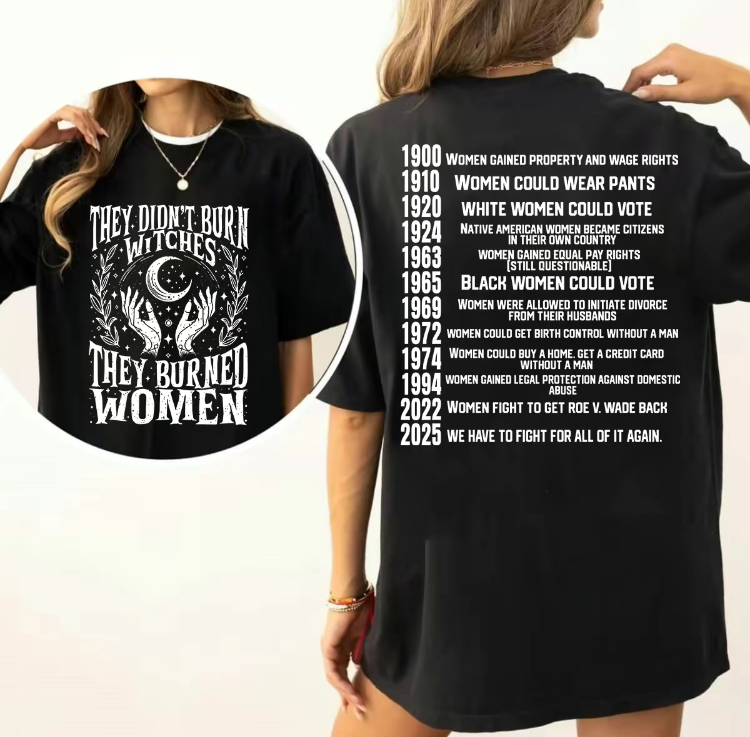 THEY DIDN'T BURN
WITCHES
THEY BURNED
WOMEN
1900 WOMEN GAINED PROPERTY AND WAGE RIGHTS
1910 WOMEN COULD WEAR PANTS
1920 WHITE WOMEN COULD VOTE
1924 NATIVE AMERICAN WOMEN BECAME CITIZENS
IN THEIR OWN COUNTRY
1963 WOMEN GAINED EQUAL PAY RIGHTS
[STILL QUESTIONABLE]
1965 BLACK WOMEN COULD VOTE
1969 WOMEN WERE ALLOWED TO INITIATE DIVORCE
FROM THEIR HUSBANDS
1972 WOMEN COULD GET BIRTH CONTROL WITHOUT A MAN
1974 WOMEN COULD BUY A HOME. GET A CREDIT CARD
WITHOUT A MAN
1994 WOMEN GAINED LEGAL PROTECTION AGAINST DOMESTIC
ABUSE
2022 WOMEN FIGHT TO GET ROE V. WADE BACK
2025 WE HAVE TO FIGHT FOR ALL OF IT AGAIN.